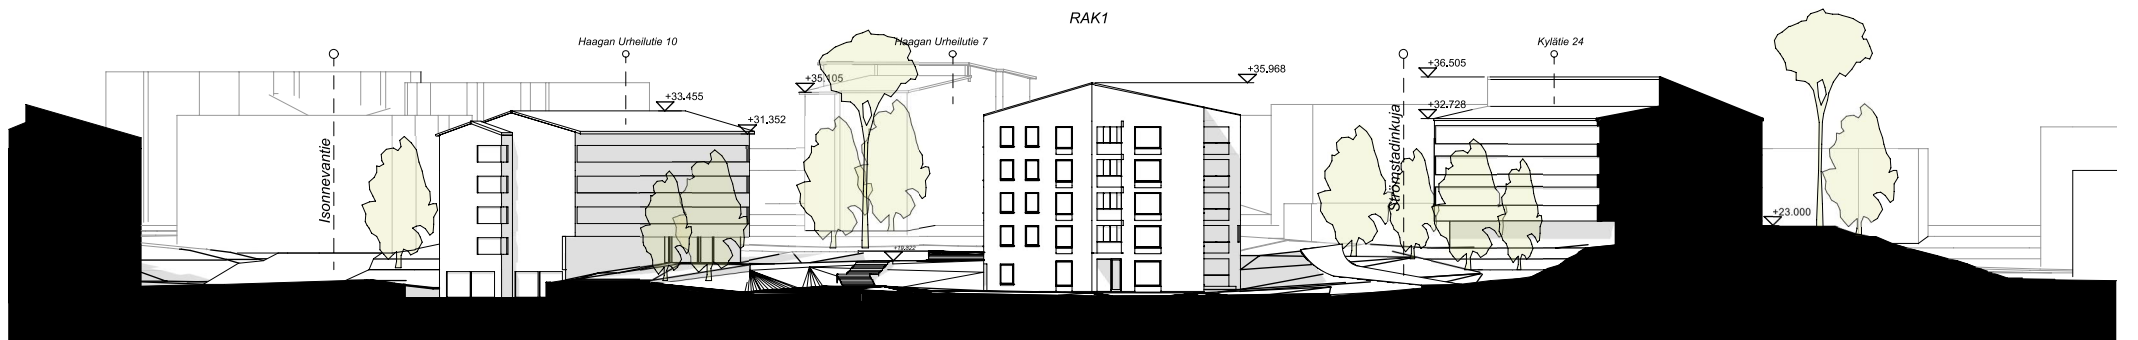 RAK1
Haagan Urheilutie 10
Haagan Urheilutie 7
Kylätie 24
+36.505
+35.968
+35.105
+33.455
+32.728
+31.352
Isonnevantie
Strömstadinkuja
+23.000